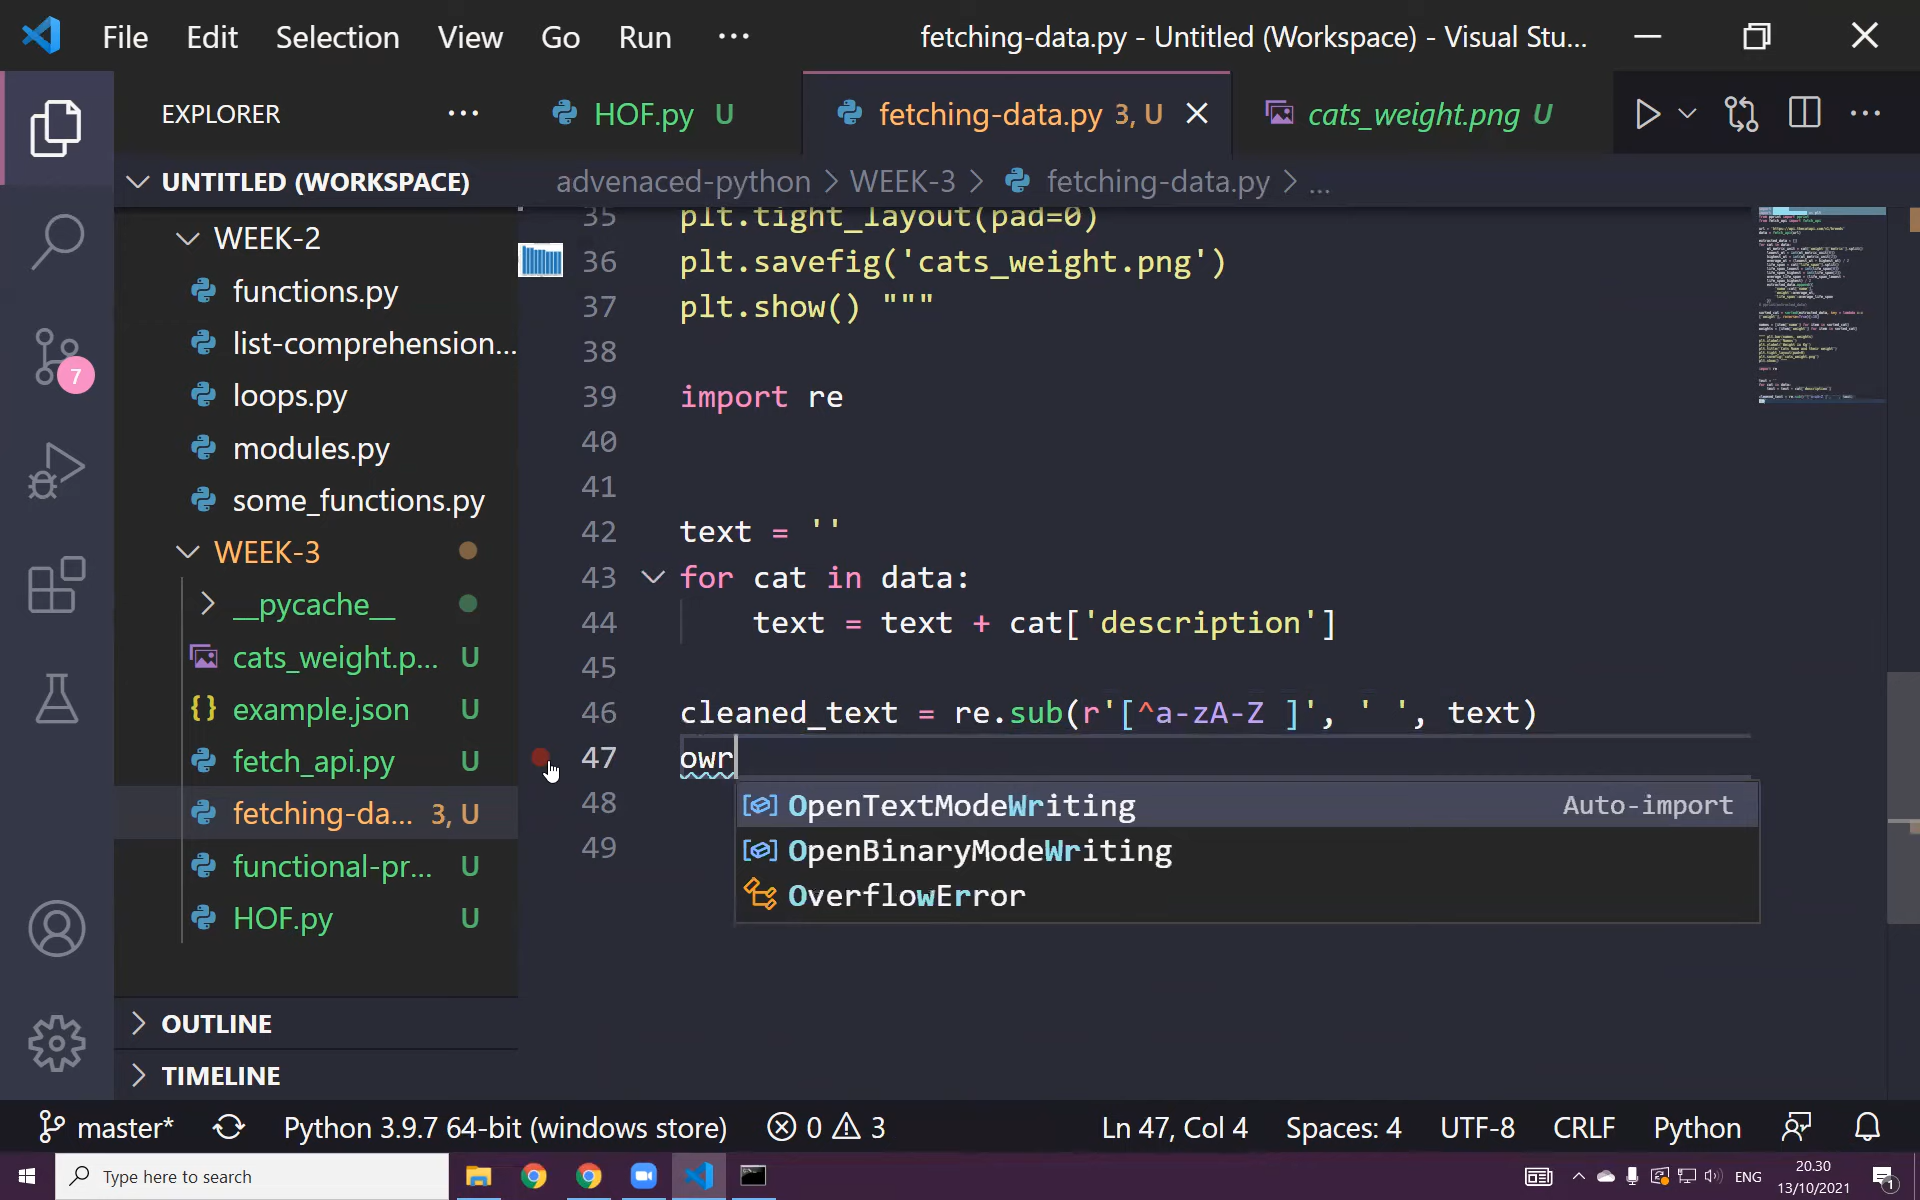 File Edit Selection View Go Run ··· fetching-data.py - Untitled (Workspace) - Visual Stu...
EXPLORER ···
HOF.py U
fetching-data.py 3, U
cats_weight.png U
UNTITLED (WORKSPACE)
advenaced-python > WEEK-3 > fetching-data.py > ...
WEEK-2
functions.py
list-comprehension...
loops.py
modules.py
some_functions.py
WEEK-3
__pycache__
cats_weight.p... U
example.json U
fetch_api.py U
fetching-da... 3, U
functional-pr... U
HOF.py U
OUTLINE
TIMELINE
7
35 plt.tight_layout(pad=0)
36 plt.savefig('cats_weight.png')
37 plt.show() """
38
39 import re
40
41
42 text = ''
43 for cat in data:
44 text = text + cat['description']
45
46 cleaned_text = re.sub(r'[^a-zA-Z ]', ' ', text)
47 owr
48
49
OpenTextModeWriting Auto-import
OpenBinaryModeWriting
OverflowError
master* Python 3.9.7 64-bit (windows store) 0 3 Ln 47, Col 4 Spaces: 4 UTF-8 CRLF Python
Type here to search
ENG
20.30
13/10/2021
1